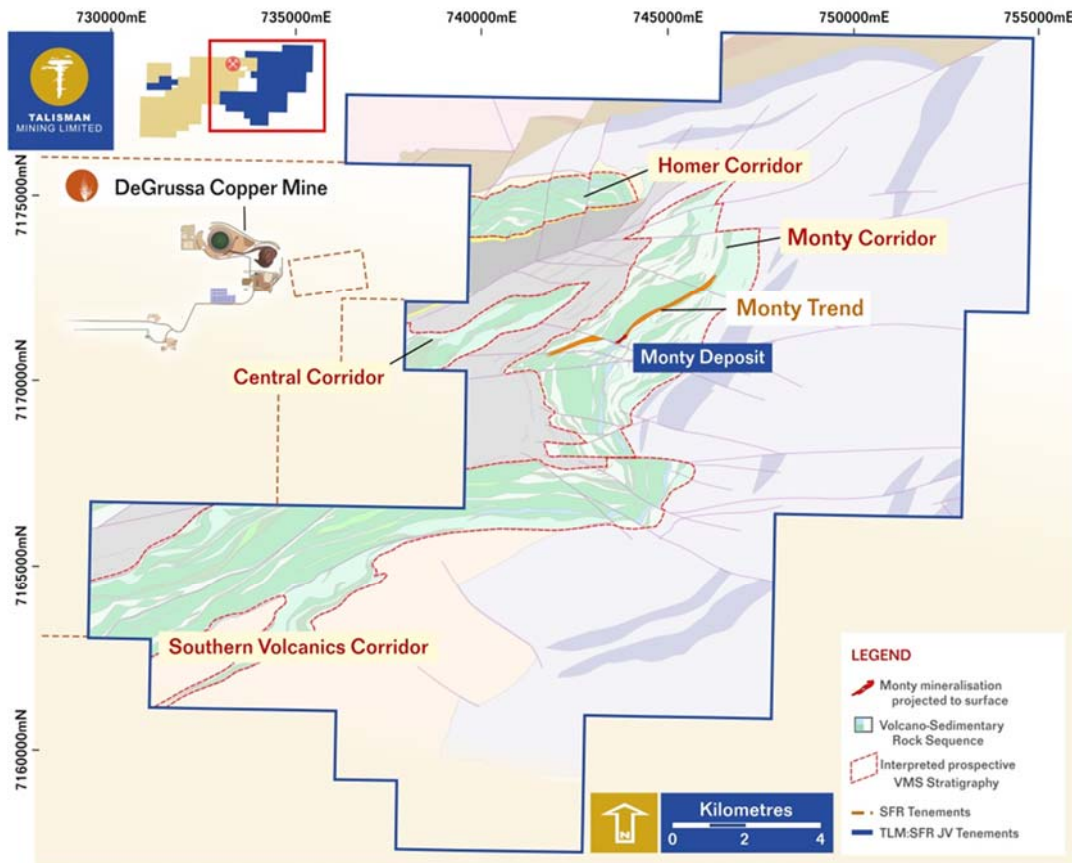 730000mE
735000mE
740000mE
745000mE
750000mE
755000mE
TALISMAN
MINING LIMITED
7175000mN
7170000mN
7165000mN
7160000mN
DeGrussa Copper Mine
Homer Corridor
Monty Corridor
Monty Trend
Monty Deposit
Central Corridor
Southern Volcanics Corridor
LEGEND
Monty mineralisation
projected to surface
Volcano-Sedimentary
Rock Sequence
Interpreted prospective
VMS Stratigraphy
SFR Tenements
TLM:SFR JV Tenements
N
Kilometres
0 2 4